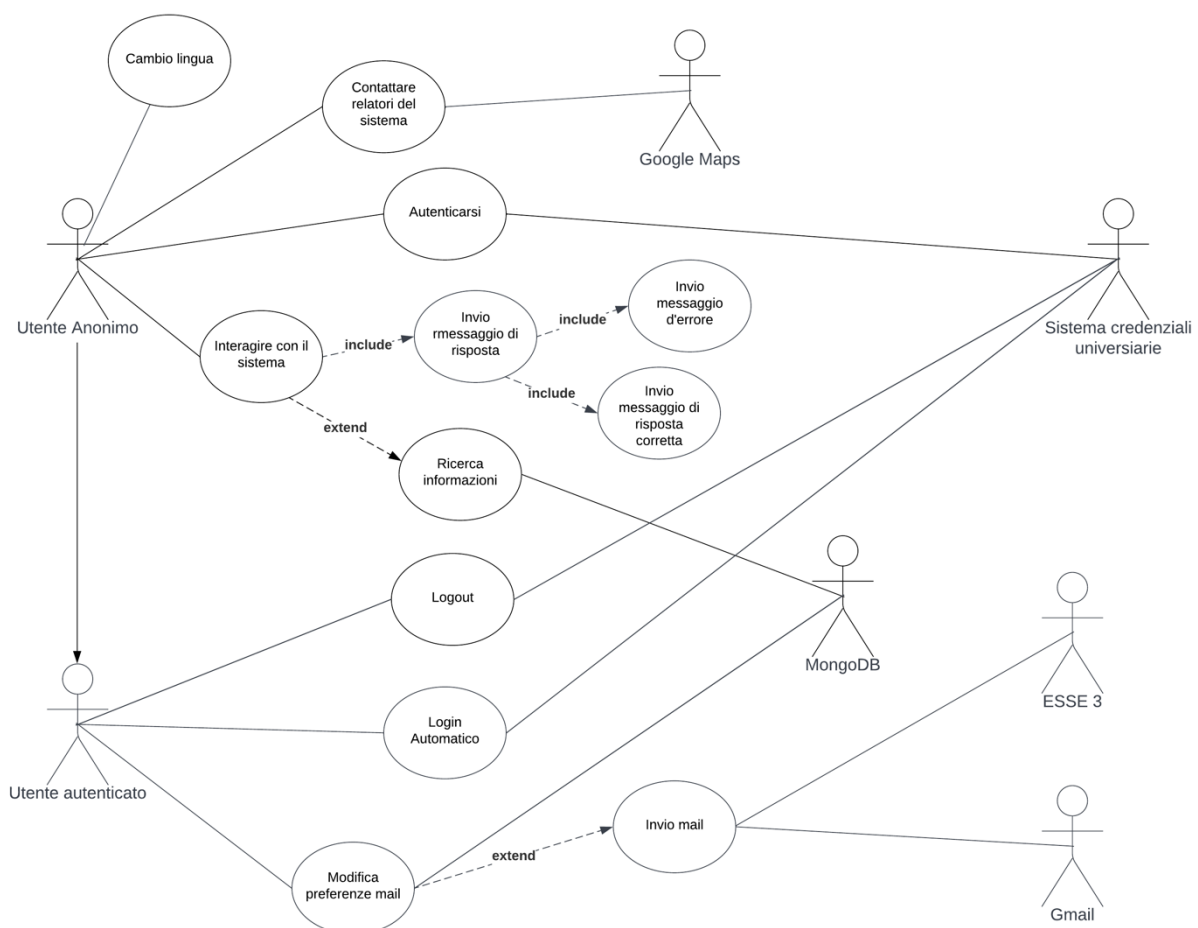 Cambio lingua
Contattare
relatori del
sistema
Google Maps
Autenticarsi
Utente Anonimo
Sistema credenziali
universiarie
Interagire con il
sistema
include
Invio
rmessaggio di
risposta
include
Invio
messaggio
d'errore
include
Invio
messaggio di
risposta
corretta
extend
Ricerca
informazioni
Logout
MongoDB
ESSE 3
Login
Automatico
Utente autenticato
Invio mail
extend
Modifica
preferenze mail
Gmail